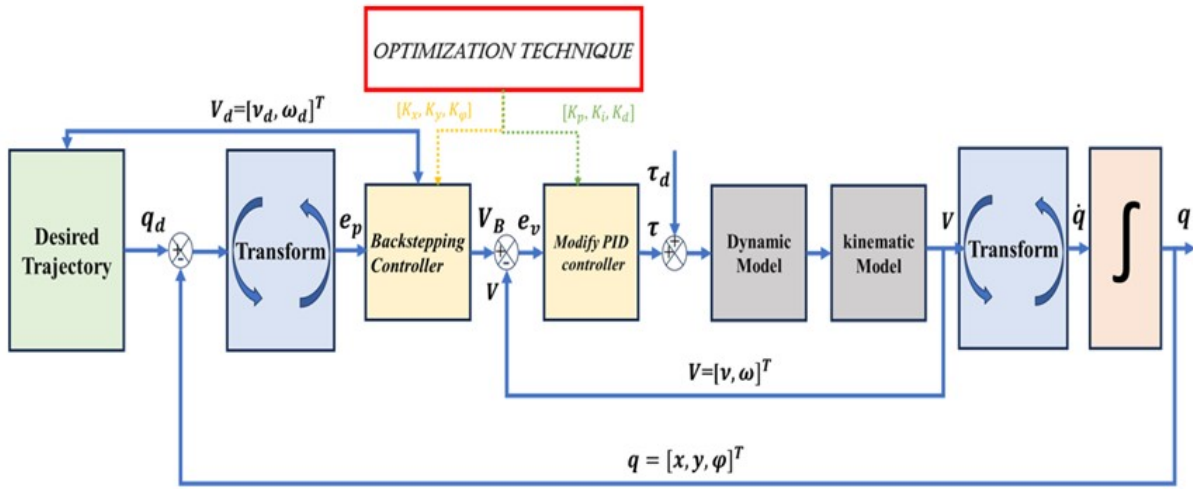 OPTIMIZATION TECHNIQUE
V_d=[ν_d, ω_d]^T
[K_x, K_y, K_φ]
[K_p, K_i, K_d]
Desired
Trajectory
q_d
+
-
Transform
e_p
Backstepping
Controller
V_B
+
-
V
e_v
Modify PID
controller
τ_d
τ
+
+
Dynamic
Model
kinematic
Model
V
Transform
q̇
∫
q
V=[ν, ω]^T
q = [x, y, φ]^T